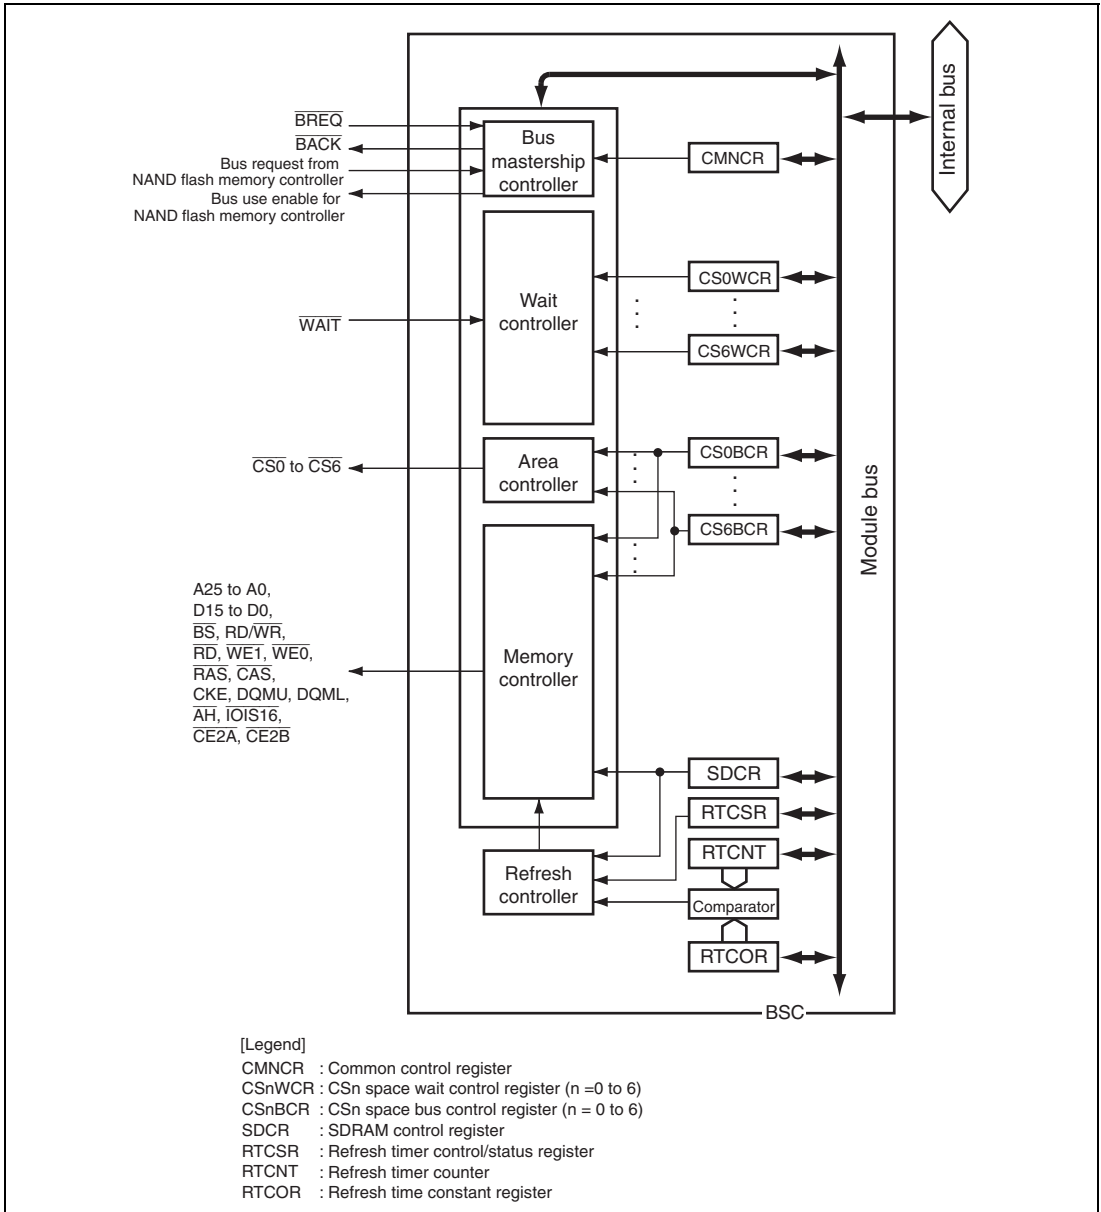 BREQ
BACK
Bus request from
NAND flash memory controller
Bus use enable for
NAND flash memory controller
Bus
mastership
controller
CMNCR
Internal bus
WAIT
Wait
controller
CS0WCR
CS6WCR
CS0 to CS6
Area
controller
CS0BCR
CS6BCR
Module bus
A25 to A0,
D15 to D0,
BS, RD/WR,
RD, WE1, WE0,
RAS, CAS,
CKE, DQMU, DQML,
AH, IOIS16,
CE2A, CE2B
Memory
controller
SDCR
RTCSR
RTCNT
Refresh
controller
Comparator
RTCOR
BSC
[Legend]
CMNCR : Common control register
CSnWCR : CSn space wait control register (n =0 to 6)
CSnBCR : CSn space bus control register (n = 0 to 6)
SDCR : SDRAM control register
RTCSR : Refresh timer control/status register
RTCNT : Refresh timer counter
RTCOR : Refresh time constant register